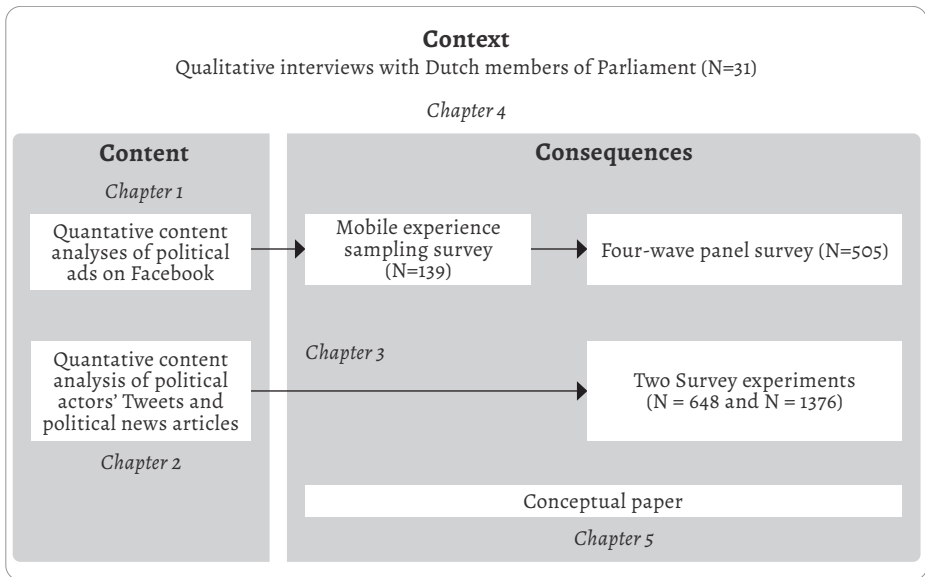 Context
Qualitative interviews with Dutch members of Parliament (N=31)
Chapter 4
Content
Chapter 1
Quantative content
analyses of political
ads on Facebook
Quantative content
analysis of political
actors’ Tweets and
political news articles
Chapter 2
Consequences
Mobile experience
sampling survey
(N=139)
Four-wave panel survey (N=505)
Chapter 3
Two Survey experiments
(N = 648 and N = 1376)
Conceptual paper
Chapter 5